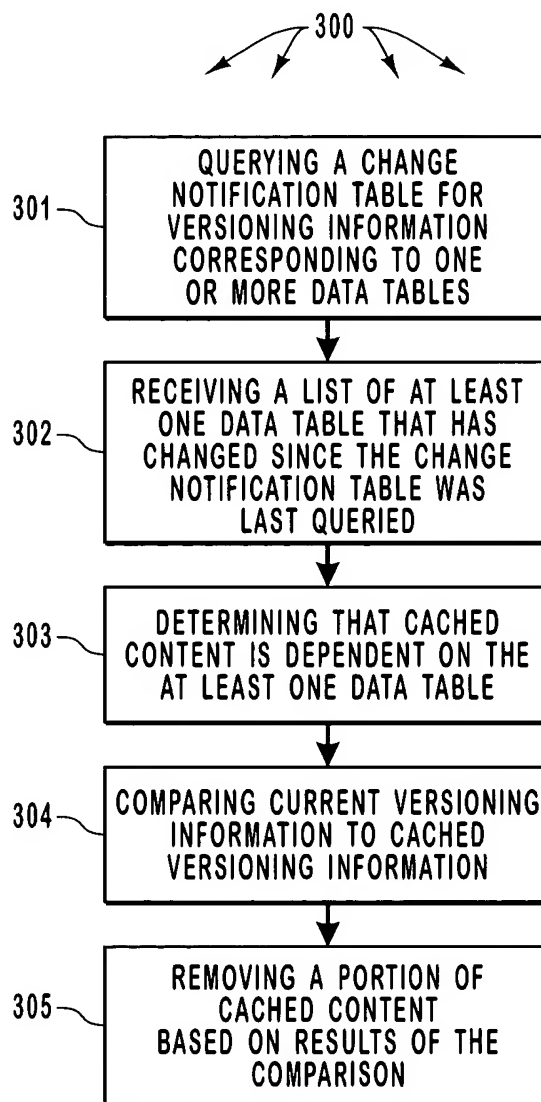 300
301
QUERYING A CHANGE
NOTIFICATION TABLE FOR
VERSIONING INFORMATION
CORRESPONDING TO ONE
OR MORE DATA TABLES
302
RECEIVING A LIST OF AT LEAST
ONE DATA TABLE THAT HAS
CHANGED SINCE THE CHANGE
NOTIFICATION TABLE WAS
LAST QUERIED
303
DETERMINING THAT CACHED
CONTENT IS DEPENDENT ON THE
AT LEAST ONE DATA TABLE
304
COMPARING CURRENT VERSIONING
INFORMATION TO CACHED
VERSIONING INFORMATION
305
REMOVING A PORTION OF
CACHED CONTENT
BASED ON RESULTS OF THE
COMPARISON